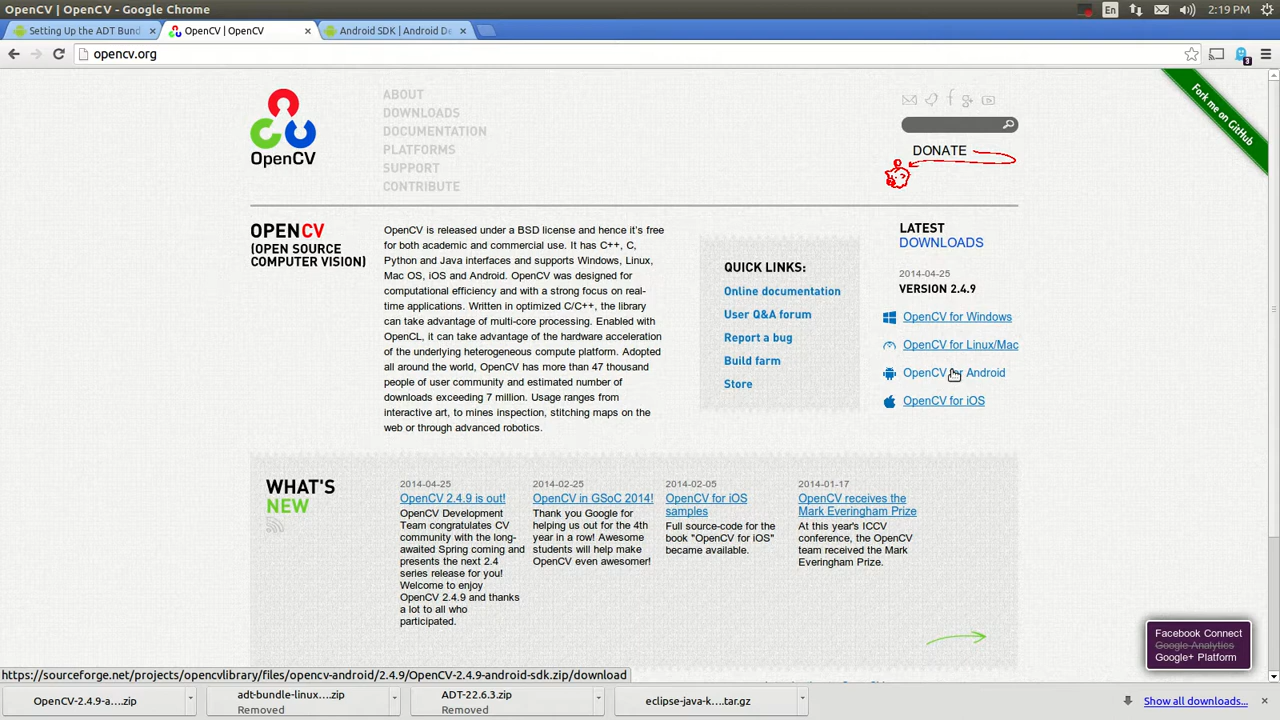 OpenCV | OpenCV - Google Chrome
En
2:19 PM
Setting Up the ADT Bund
OpenCV | OpenCV
Android SDK | Android De
opencv.org
3
OpenCV
ABOUT
DOWNLOADS
DOCUMENTATION
PLATFORMS
SUPPORT
CONTRIBUTE
DONATE
Fork me on GitHub
OPENCV
(OPEN SOURCE
COMPUTER VISION)
OpenCV is released under a BSD license and hence it's free
for both academic and commercial use. It has C++, C,
Python and Java interfaces and supports Windows, Linux,
Mac OS, iOS and Android. OpenCV was designed for
computational efficiency and with a strong focus on real-
time applications. Written in optimized C/C++, the library
can take advantage of multi-core processing. Enabled with
OpenCL, it can take advantage of the hardware acceleration
of the underlying heterogeneous compute platform. Adopted
all around the world, OpenCV has more than 47 thousand
people of user community and estimated number of
downloads exceeding 7 million. Usage ranges from
interactive art, to mines inspection, stitching maps on the
web or through advanced robotics.
QUICK LINKS:
Online documentation
User Q&A forum
Report a bug
Build farm
Store
LATEST
DOWNLOADS
2014-04-25
VERSION 2.4.9
OpenCV for Windows
OpenCV for Linux/Mac
OpenCV for Android
OpenCV for iOS
WHAT'S
NEW
2014-04-25
OpenCV 2.4.9 is out!
OpenCV Development
Team congratulates CV
community with the long-
awaited Spring coming and
presents the next 2.4
series release for you!
Welcome to enjoy
OpenCV 2.4.9 and thanks
a lot to all who
participated.
2014-02-25
OpenCV in GSoC 2014!
Thank you Google for
helping us out for the 4th
year in a row! Awesome
students will help make
OpenCV even awesomer!
2014-02-05
OpenCV for iOS
samples
Full source-code for the
book "OpenCV for iOS"
became available.
2014-01-17
OpenCV receives the
Mark Everingham Prize
At this year's ICCV
conference, the OpenCV
team received the Mark
Everingham Prize.
Facebook Connect
Google Analytics
Google+ Platform
https://sourceforge.net/projects/opencvlibrary/files/opencv-android/2.4.9/OpenCV-2.4.9-android-sdk.zip/download
OpenCV-2.4.9-a....zip
adt-bundle-linux....zip
Removed
ADT-22.6.3.zip
Removed
eclipse-java-k....tar.gz
Show all downloads...